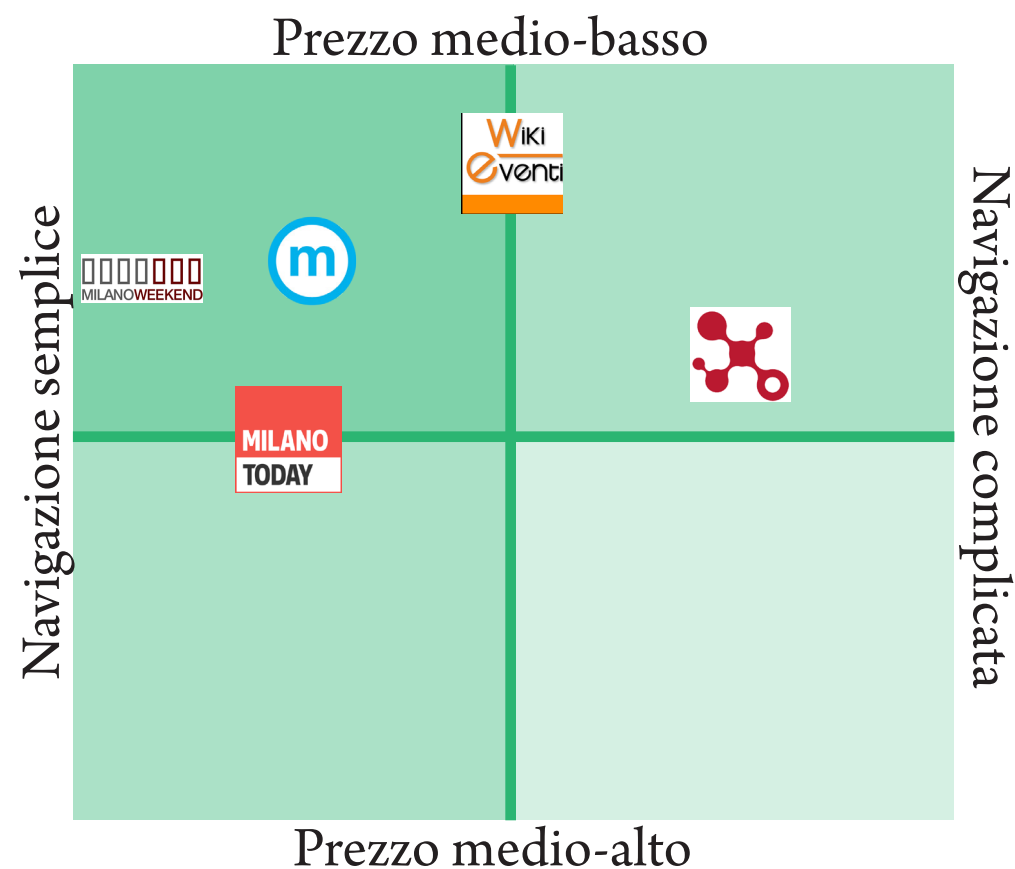 Prezzo medio-basso
Wiki
eventi
Navigazione semplice
m
MILANOWEEKEND
MILANO
TODAY
Navigazione complicata
Prezzo medio-alto